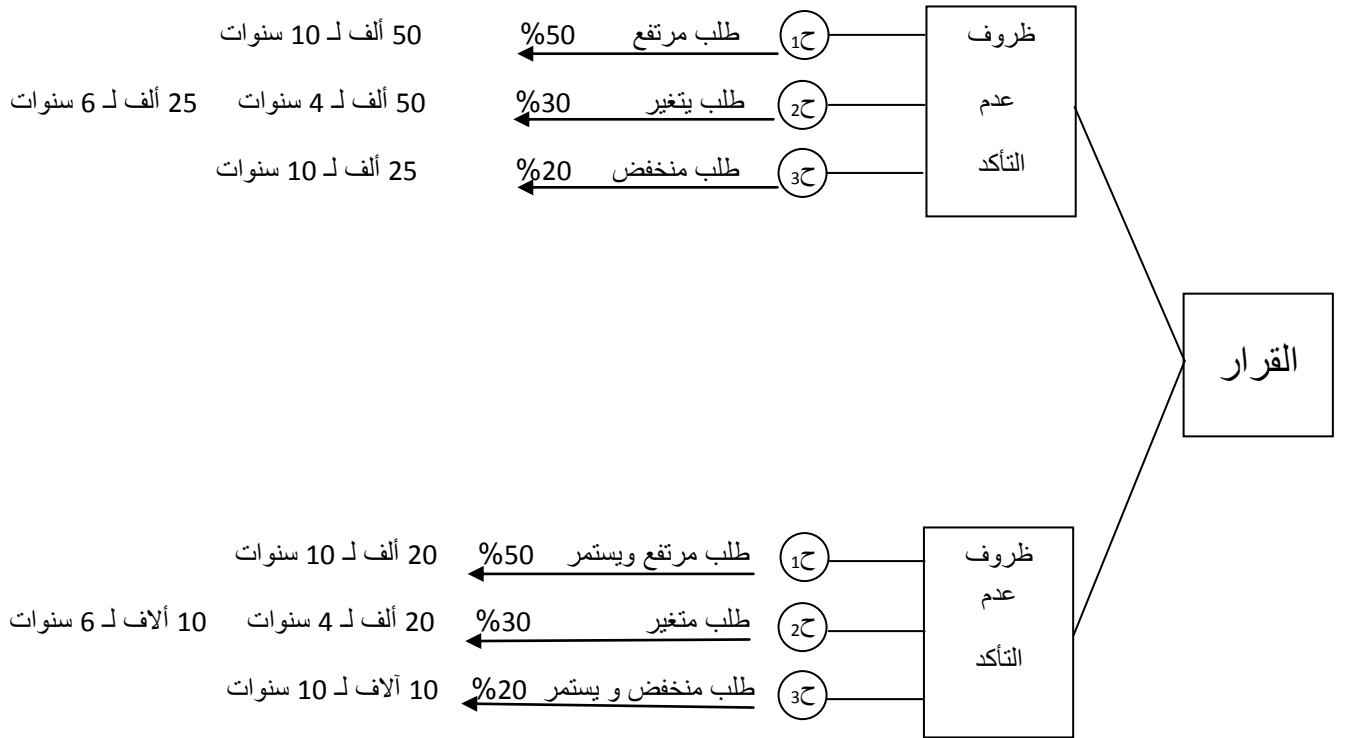 ظروف
عدم
التأكد
ح1 طلب مرتفع 50% 50 ألف لـ 10 سنوات
ح2 طلب يتغير 30% 50 ألف لـ 4 سنوات 25 ألف لـ 6 سنوات
ح3 طلب منخفض 20% 25 ألف لـ 10 سنوات
القرار
ظروف
عدم
التأكد
ح1 طلب مرتفع ويستمر 50% 20 ألف لـ 10 سنوات
ح2 طلب متغير 30% 20 ألف لـ 4 سنوات 10 ألاف لـ 6 سنوات
ح3 طلب منخفض و يستمر 20% 10 آلاف لـ 10 سنوات